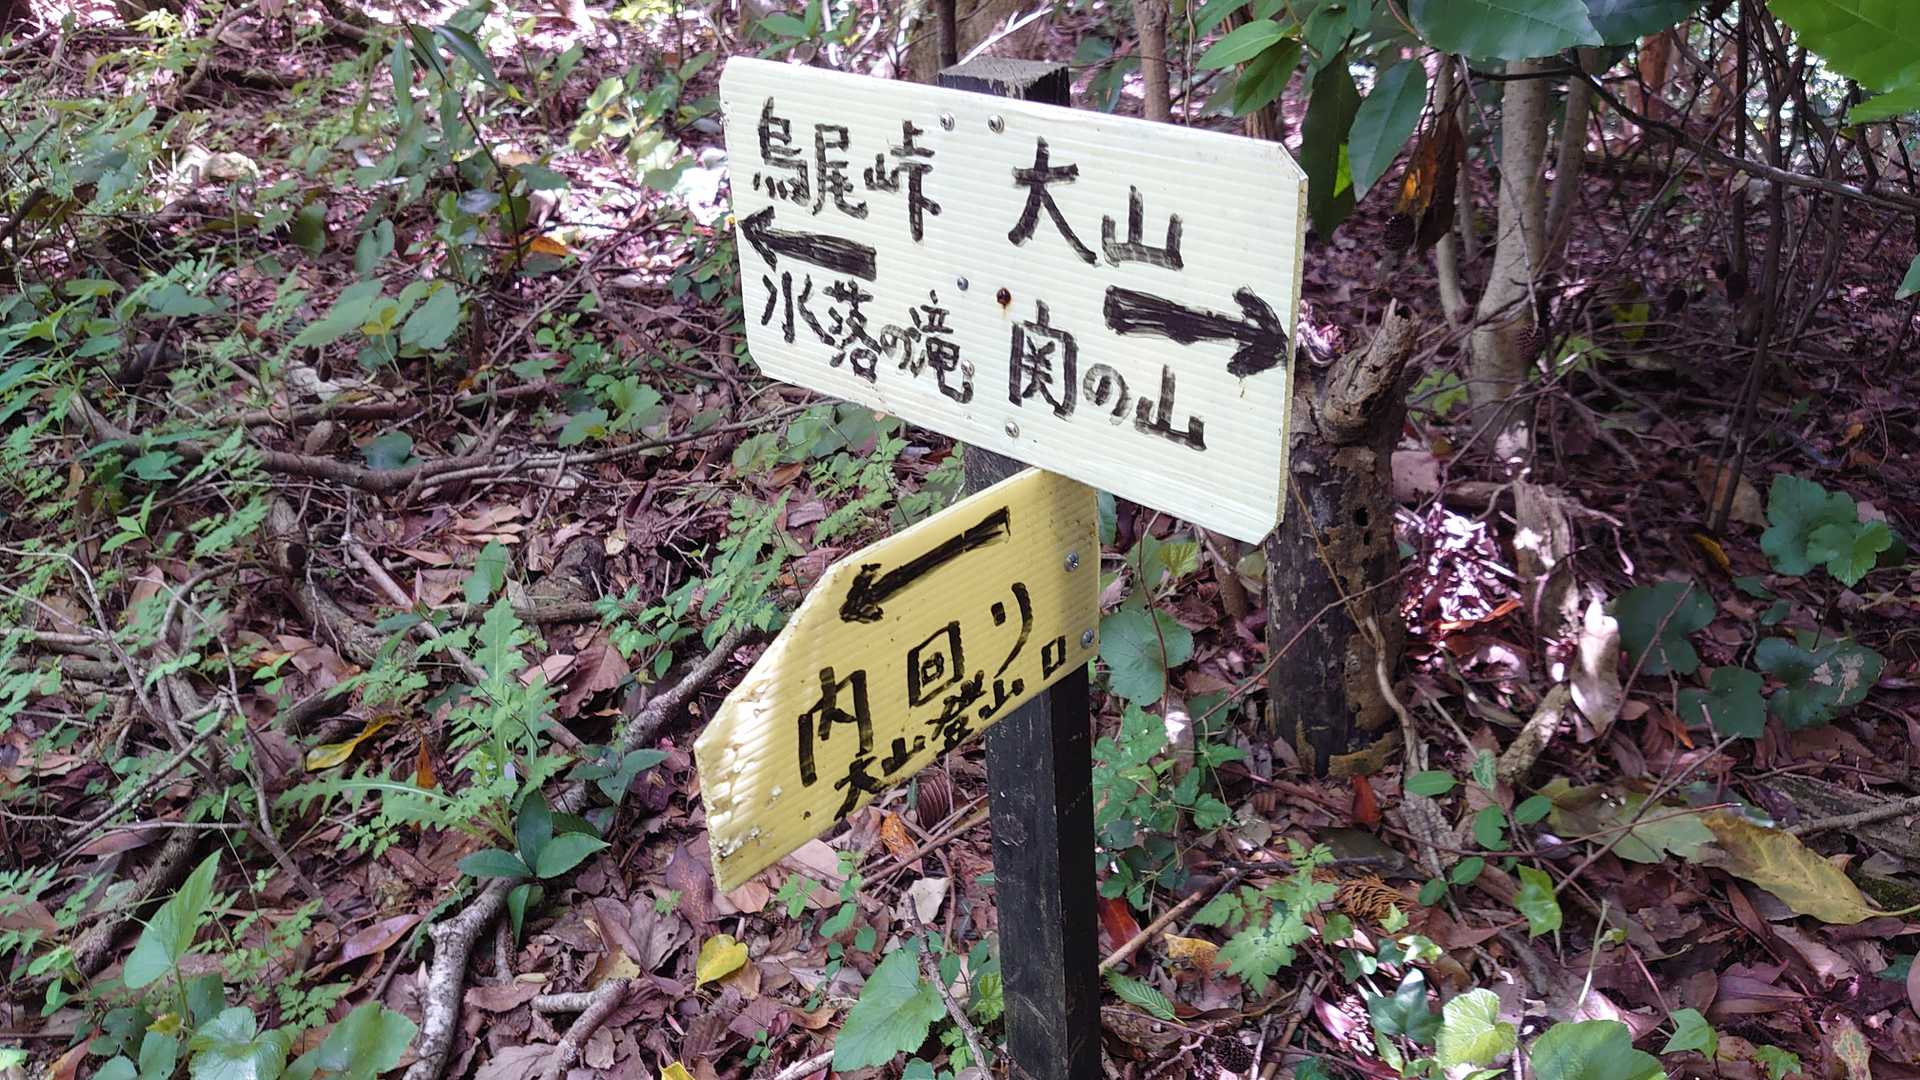 烏尾峠
←
水落の滝
大山
→
関の山
←
内回り
大山登山口